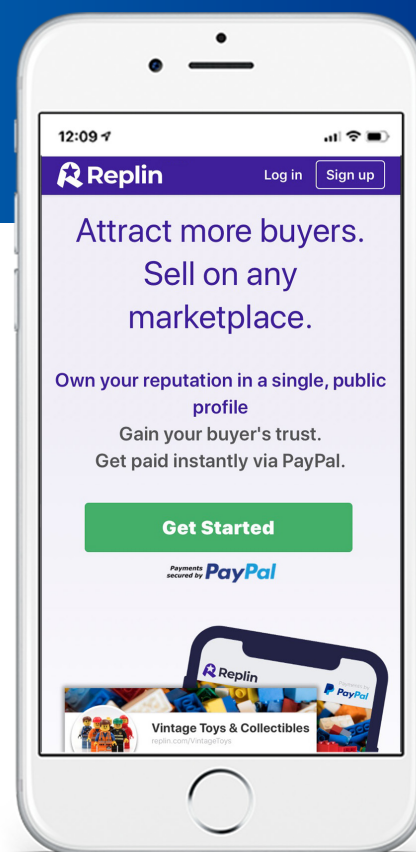 12:09
Replin
Log in
Sign up
Attract more buyers.
Sell on any
marketplace.
Own your reputation in a single, public
profile
Gain your buyer's trust.
Get paid instantly via PayPal.
Get Started
Payments
secured by PayPal
Replin
PayPal
Vintage Toys & Collectibles
replin.com/VintageToys